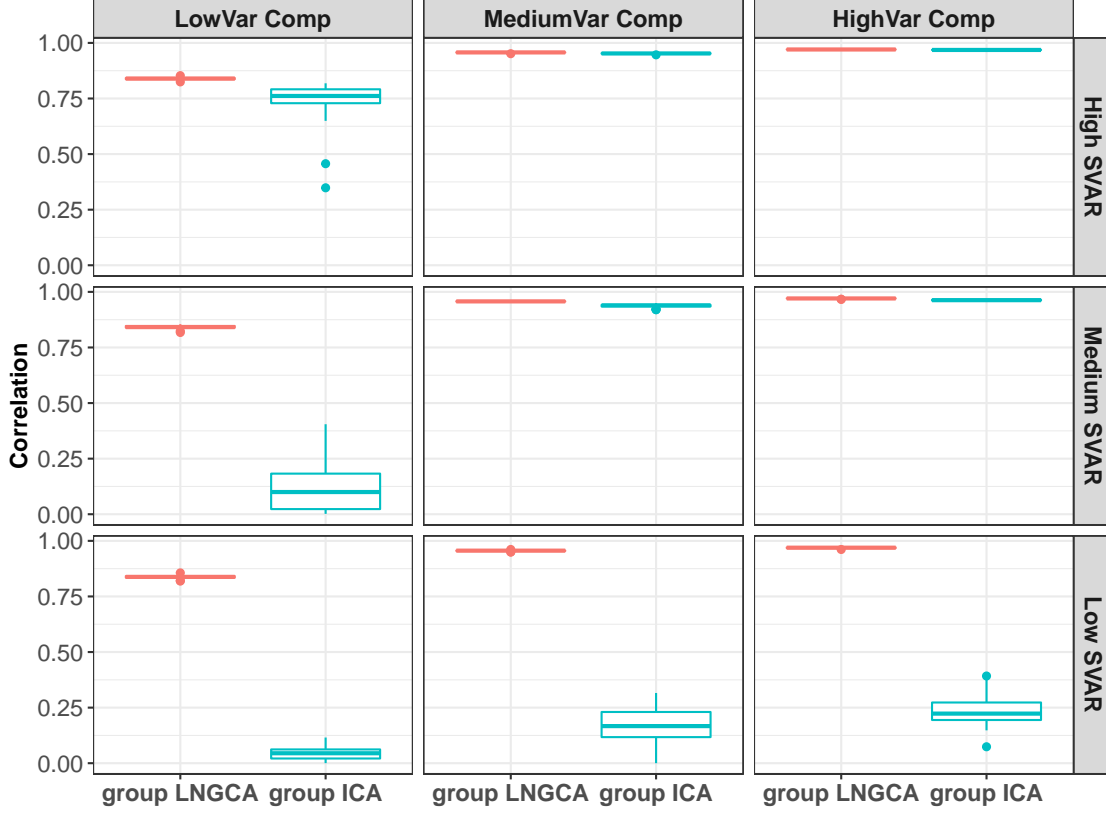 LowVar Comp MediumVar Comp HighVar Comp
1.00
0.75
0.50
0.25
0.00
High SVAR
1.00
0.75
0.50
0.25
0.00
Medium SVAR
Correlation
1.00
0.75
0.50
0.25
0.00
Low SVAR
group LNGCA group ICA group LNGCA group ICA group LNGCA group ICA